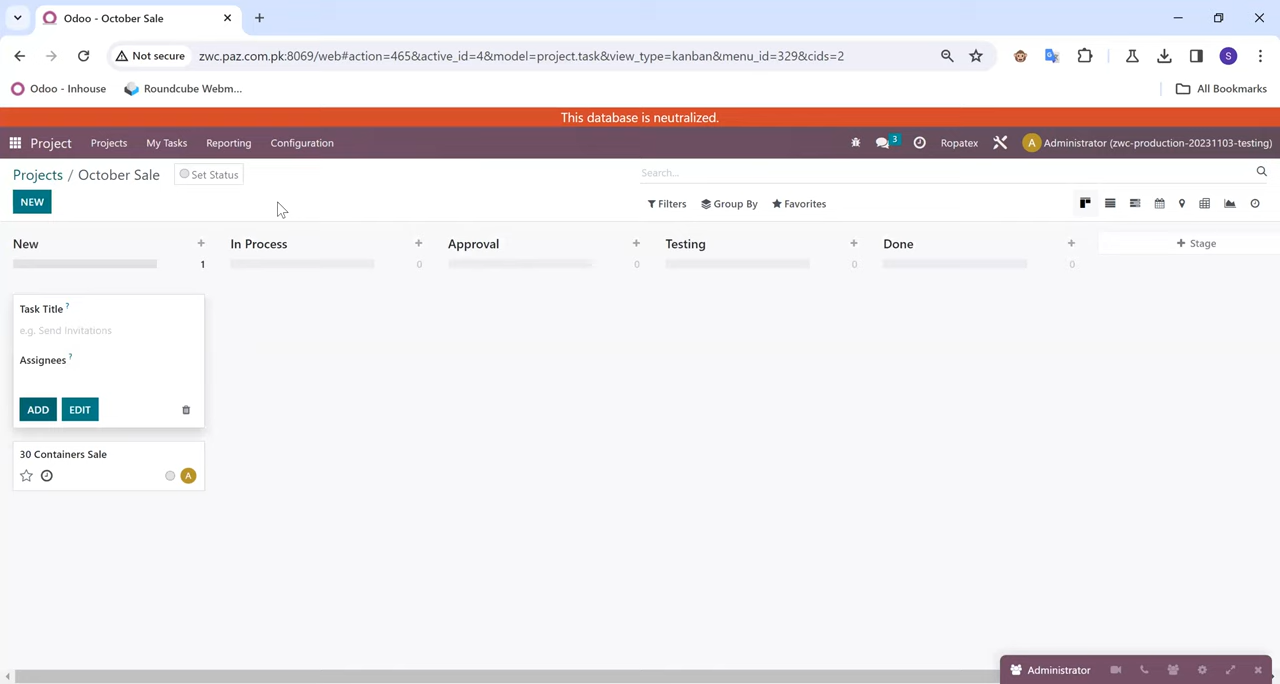 Odoo - October Sale
Not secure
zwc.paz.com.pk:8069/web#action=465&active_id=4&model=project.task&view_type=kanban&menu_id=329&cids=2
S
Odoo - Inhouse
Roundcube Webm...
All Bookmarks
This database is neutralized.
Project
Projects
My Tasks
Reporting
Configuration
3
Ropatex
A
Administrator (zwc-production-20231103-testing)
Projects / October Sale
Set Status
Search...
NEW
Filters
Group By
Favorites
New
1
In Process
0
Approval
0
Testing
0
Done
0
Stage
Task Title ?
e.g. Send Invitations
Assignees ?
ADD
EDIT
30 Containers Sale
A
Administrator